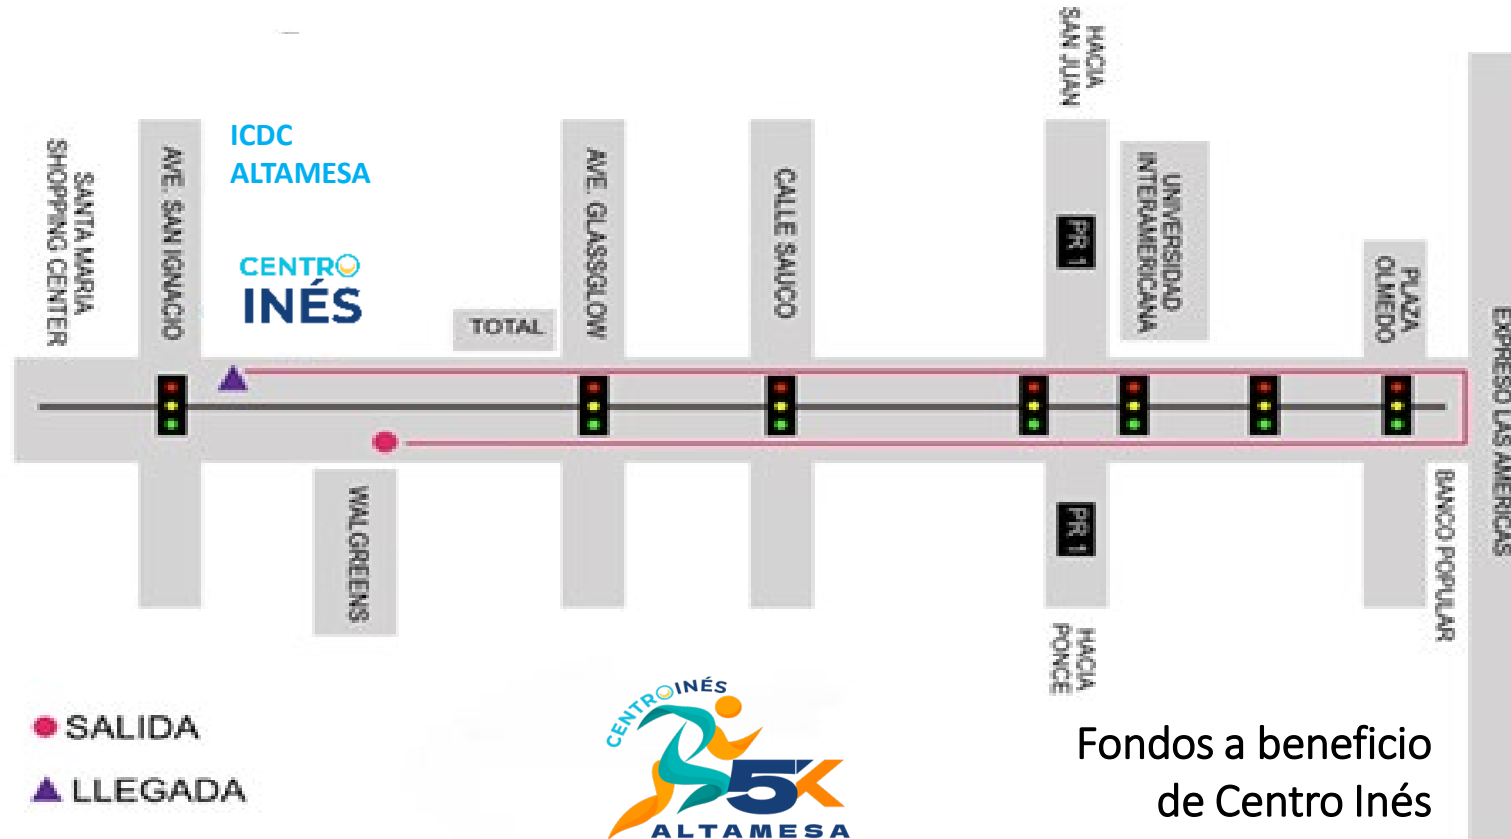 HACIA
SAN JUAN
SANTA MARIA
SHOPPING CENTER
AVE. SAN IGNACIO
ICDC
ALTAMESA
CENTRO
INÉS
TOTAL
AVE. GLASSGLOW
CALLE SAUCO
PR 1
UNIVERSIDAD
INTERAMERICANA
PLAZA
OLMEDO
EXPRESO LAS AMERICAS
WALGREENS
PR 1
BANCO POPULAR
HACIA
PONCE
SALIDA
LLEGADA
CENTRO INÉS
5K
ALTAMESA
Fondos a beneficio
de Centro Inés